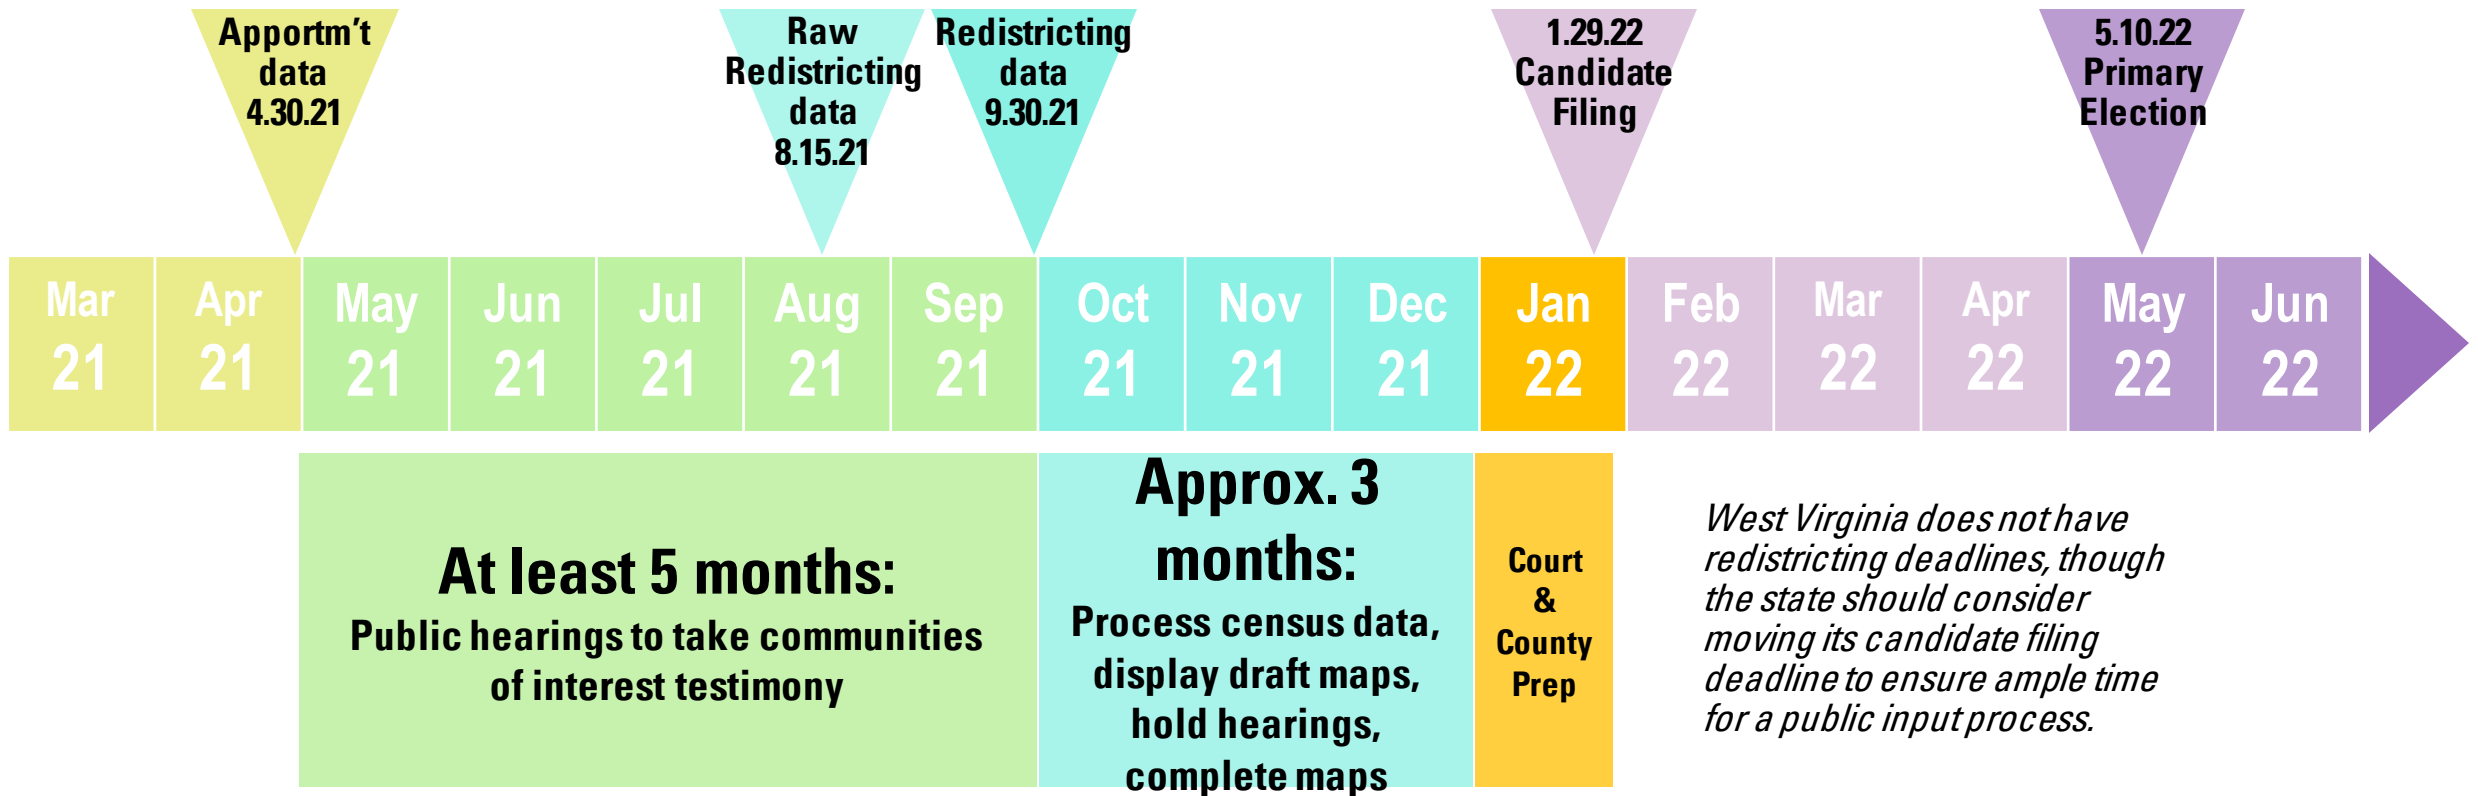 Apportm't
data
4.30.21
Raw
Redistricting
data
8.15.21
Redistricting
data
9.30.21
1.29.22
Candidate
Filing
5.10.22
Primary
Election
Mar
21
Apr
21
May
21
Jun
21
Jul
21
Aug
21
Sep
21
Oct
21
Nov
21
Dec
21
Jan
22
Feb
22
Mar
22
Apr
22
May
22
Jun
22
At least 5 months:
Public hearings to take communities
of interest testimony
Approx. 3
months:
Process census data,
display draft maps,
hold hearings,
complete maps
Court
&
County
Prep
West Virginia does not have
redistricting deadlines, though
the state should consider
moving its candidate filing
deadline to ensure ample time
for a public input process.